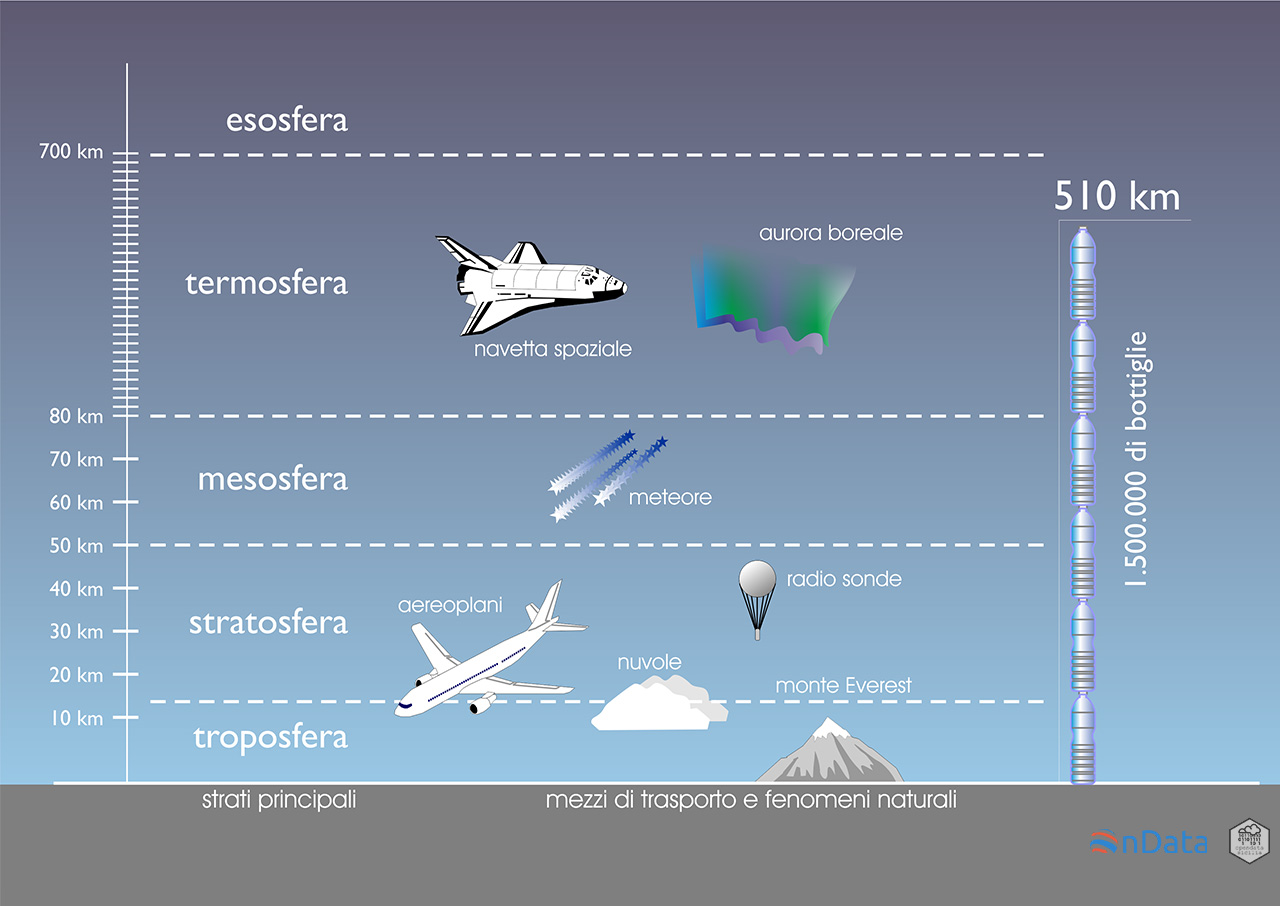 esosfera
700 km
510 km
aurora boreale
termosfera
navetta spaziale
1.500.000 di bottiglie
80 km
70 km
mesosfera
meteore
60 km
50 km
40 km
radio sonde
aereoplani
30 km
stratosfera
20 km
nuvole
monte Everest
10 km
troposfera
strati principali
mezzi di trasporto e fenomeni naturali
nData
opendata
sicilia